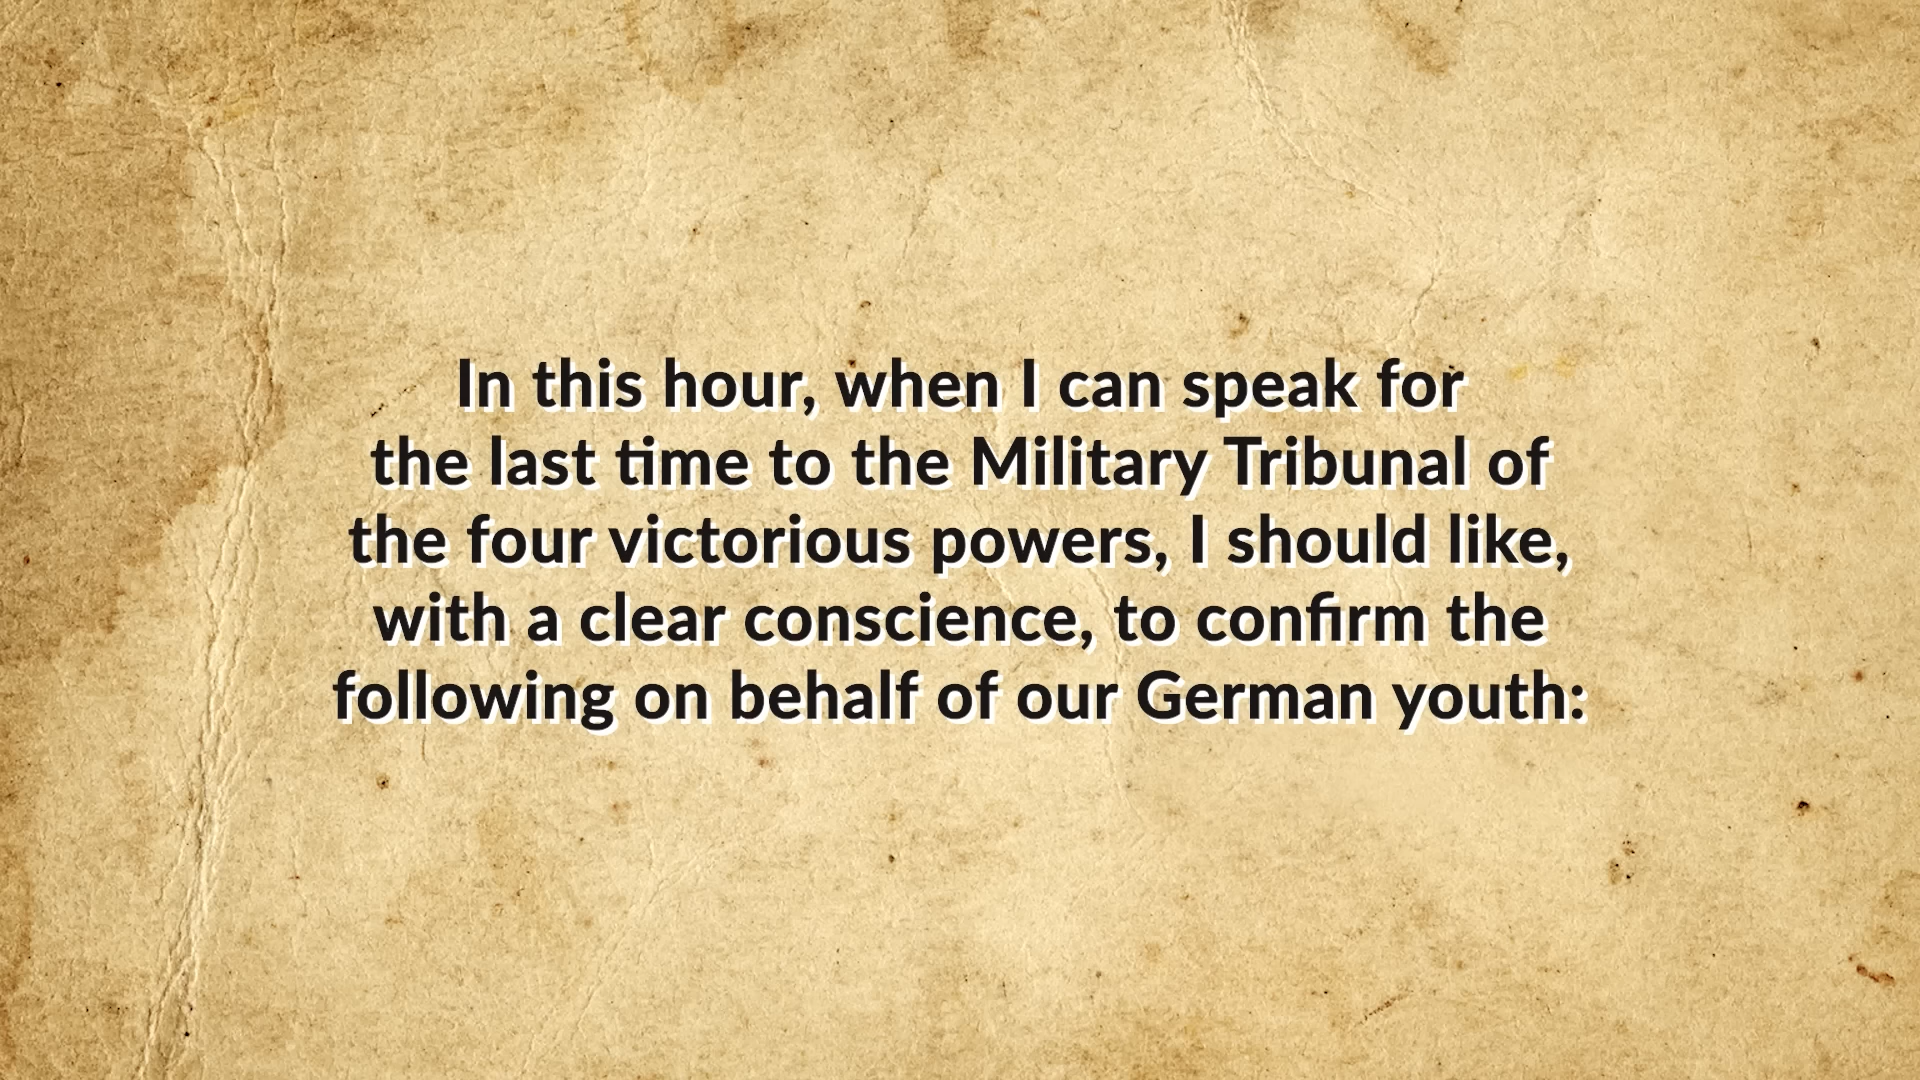 In this hour, when I can speak for
the last time to the Military Tribunal of
the four victorious powers, I should like,
with a clear conscience, to confirm the
following on behalf of our German youth: